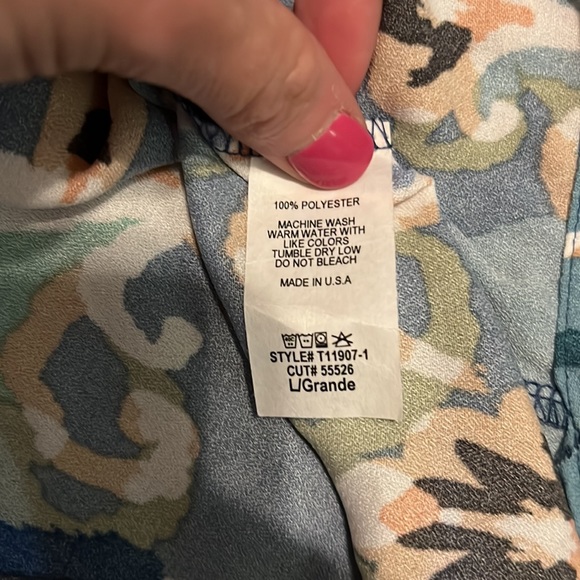 100% POLYESTER
MACHINE WASH
WARM WATER WITH
LIKE COLORS
TUMBLE DRY LOW
DO NOT BLEACH
MADE IN U.S.A
STYLE# T11907-1
CUT# 55526
L/Grande